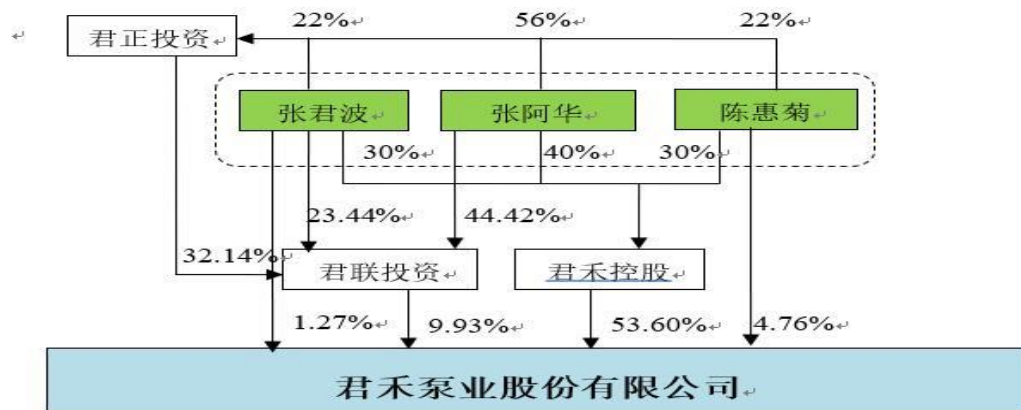 22% 56% 22%
君正投资
张君波 张阿华 陈惠菊
30% 40% 30%
23.44% 44.42%
32.14%
君联投资 君禾控股
1.27% 9.93% 53.60% 4.76%
君禾泵业股份有限公司